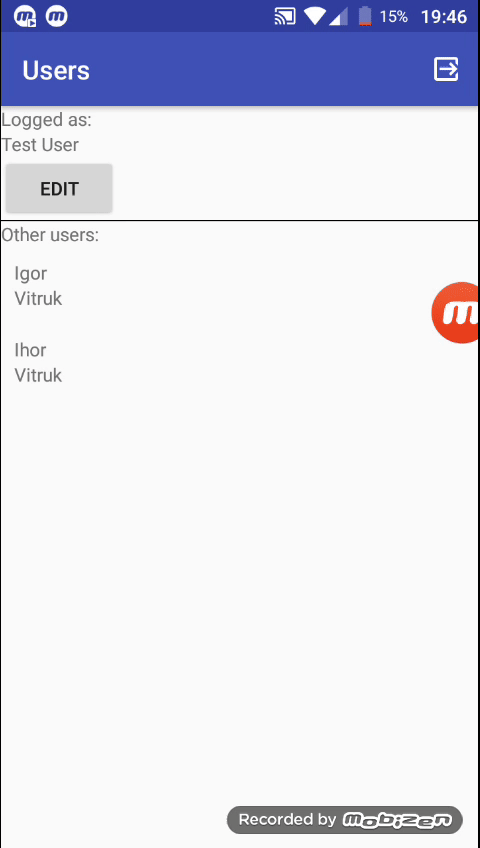 15% 19:46
Users
Logged as:
Test User
EDIT
Other users:
Igor
Vitruk
Ihor
Vitruk
Recorded by mobizen